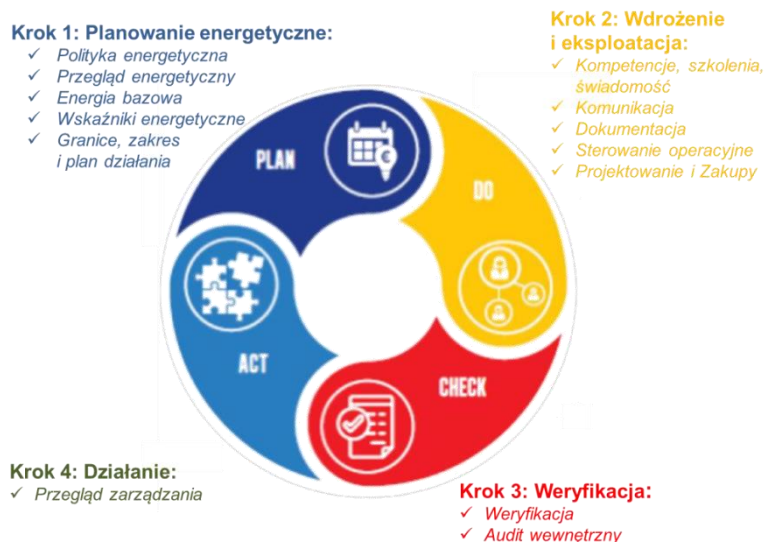 Krok 1: Planowanie energetyczne:
✓ Polityka energetyczna
✓ Przegląd energetyczny
✓ Energia bazowa
✓ Wskaźniki energetyczne
✓ Granice, zakres
i plan działania
Krok 2: Wdrożenie
i eksploatacja:
✓ Kompetencje, szkolenia,
świadomość
✓ Komunikacja
✓ Dokumentacja
✓ Sterowanie operacyjne
✓ Projektowanie i Zakupy
PLAN
DO
ACT
CHECK
Krok 4: Działanie:
✓ Przegląd zarządzania
Krok 3: Weryfikacja:
✓ Weryfikacja
✓ Audit wewnętrzny